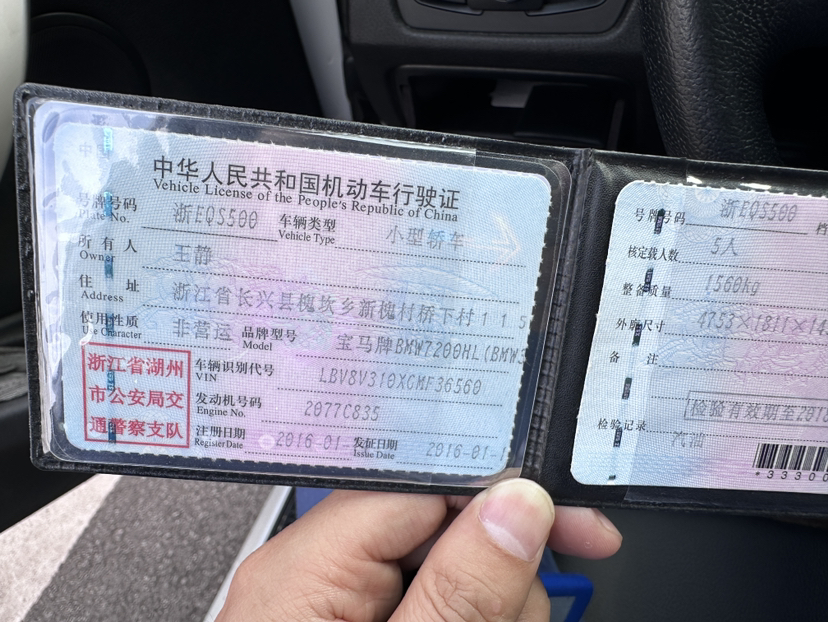 中华人民共和国机动车行驶证
Vehicle License of the People's Republic of China
号牌号码 浙EQS500 车辆类型 小型轿车
Plate No. Vehicle Type
所有人 王静
Owner
住址 浙江省长兴县槐坎乡新槐村桥下村115
Address
使用性质 非营运 品牌型号 宝马牌BMW7200HL(BMW3
Use Character Model
浙江省湖州
市公安局交
通警察支队
车辆识别代号 LBV8V310XCMF36560
VIN
发动机号码 2077C835
Engine No.
注册日期 2016-01- 发证日期 2016-01-1
Register Date Issue Date
号牌号码 浙EQS500 档
核定载人数 5人
整备质量 1560kg
外廓尺寸 4753×1811×14
备注
检验有效期至201
检验记录
汽油
*33300